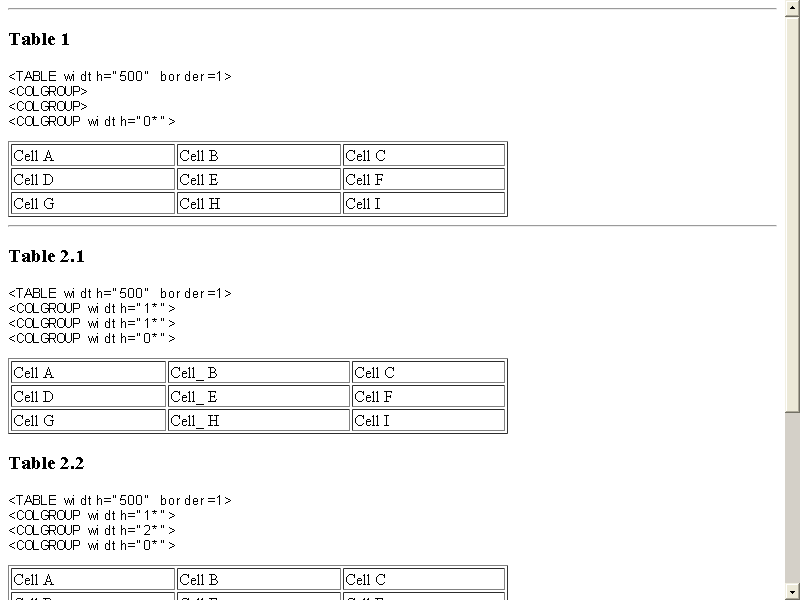 Table 1
<TABLE width="500" border=1>
<COLGROUP>
<COLGROUP>
<COLGROUP width="0*">
Cell A Cell B Cell C
Cell D Cell E Cell F
Cell G Cell H Cell I
Table 2.1
<TABLE width="500" border=1>
<COLGROUP width="1*">
<COLGROUP width="1*">
<COLGROUP width="0*">
Cell A Cell_ B Cell C
Cell D Cell_ E Cell F
Cell G Cell_ H Cell I
Table 2.2
<TABLE width="500" border=1>
<COLGROUP width="1*">
<COLGROUP width="2*">
<COLGROUP width="0*">
Cell A Cell B Cell C